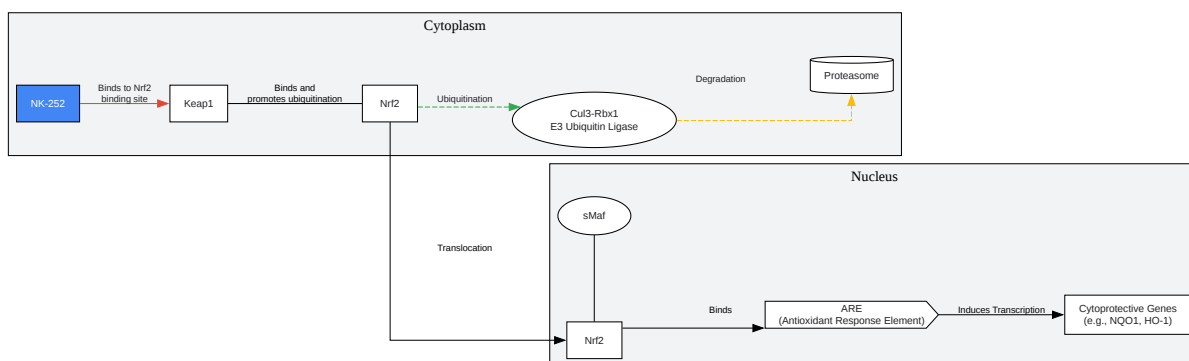 Cytoplasm
NK-252
Binds to Nrf2
binding site
Keap1
Binds and
promotes ubiquitination
Nrf2
Ubiquitination
Cul3-Rbx1
E3 Ubiquitin Ligase
Degradation
Proteasome
Translocation
Nucleus
sMaf
Nrf2
Binds
ARE
(Antioxidant Response Element)
Induces Transcription
Cytoprotective Genes
(e.g., NQO1, HO-1)